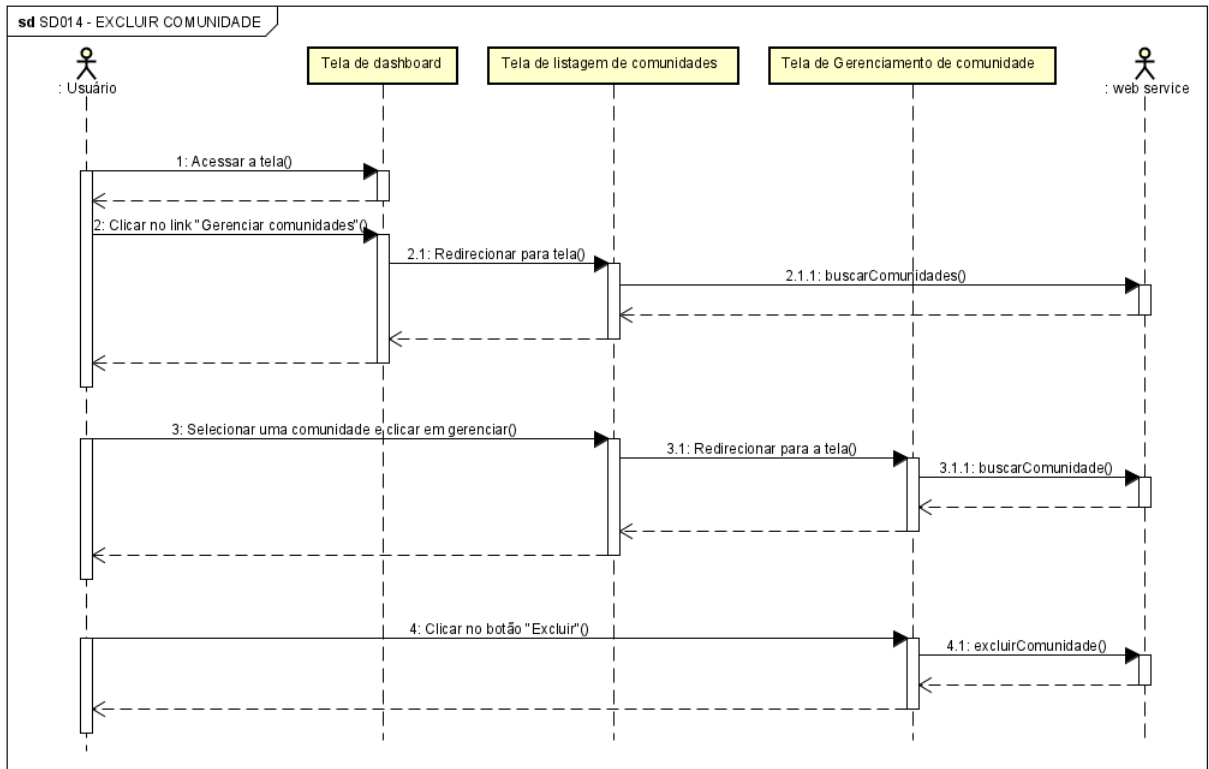 sd SD014 - EXCLUIR COMUNIDADE
: Usuário
Tela de dashboard
Tela de listagem de comunidades
Tela de Gerenciamento de comunidade
: web service
1: Acessar a tela()
2: Clicar no link "Gerenciar comunidades"()
2.1: Redirecionar para tela()
2.1.1: buscarComunidades()
3: Selecionar uma comunidade e clicar em gerenciar()
3.1: Redirecionar para a tela()
3.1.1: buscarComunidade()
4: Clicar no botão "Excluir"()
4.1: excluirComunidade()